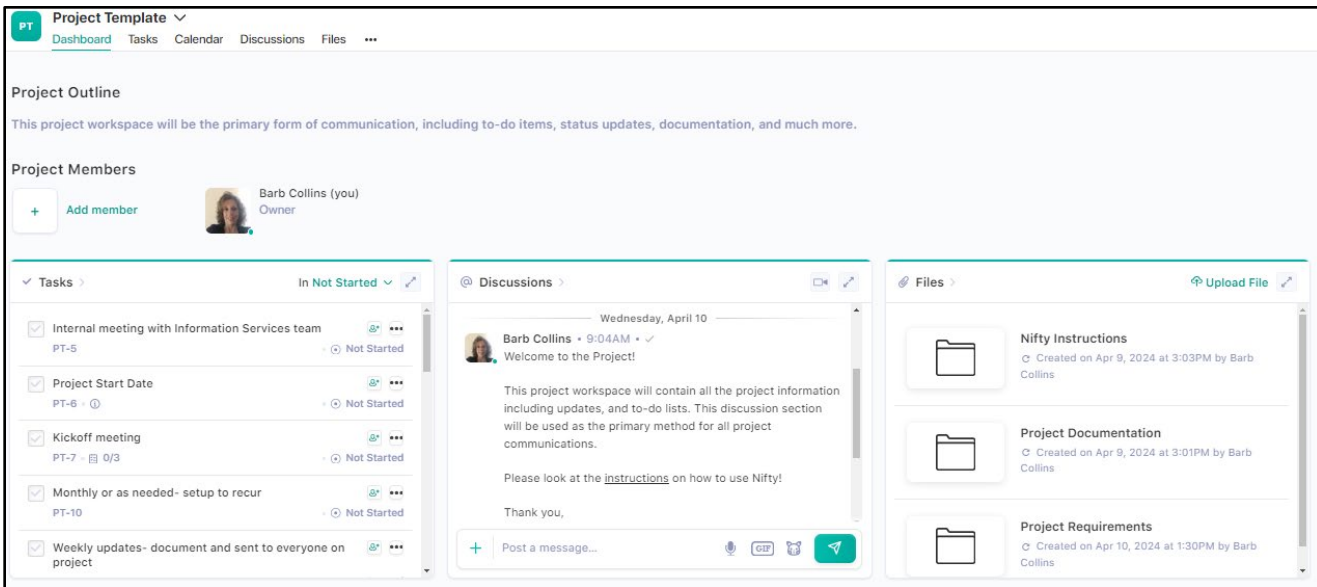 PT
Project Template
Dashboard Tasks Calendar Discussions Files •••
Project Outline
This project workspace will be the primary form of communication, including to-do items, status updates, documentation, and much more.
Project Members
+ Add member
Barb Collins (you)
Owner
Tasks >
In Not Started
Internal meeting with Information Services team
PT-5
Not Started
Project Start Date
PT-6
Not Started
Kickoff meeting
PT-7 0/3
Not Started
Monthly or as needed- setup to recur
PT-10
Not Started
Weekly updates- document and sent to everyone on
project
@ Discussions >
Wednesday, April 10
Barb Collins • 9:04AM • ✓
Welcome to the Project!
This project workspace will contain all the project information
including updates, and to-do lists. This discussion section
will be used as the primary method for all project
communications.
Please look at the instructions on how to use Nifty!
Thank you,
+ Post a message...
GIF
Files >
Upload File
Nifty Instructions
Created on Apr 9, 2024 at 3:03PM by Barb
Collins
Project Documentation
Created on Apr 9, 2024 at 3:01PM by Barb
Collins
Project Requirements
Created on Apr 10, 2024 at 1:30PM by Barb
Collins